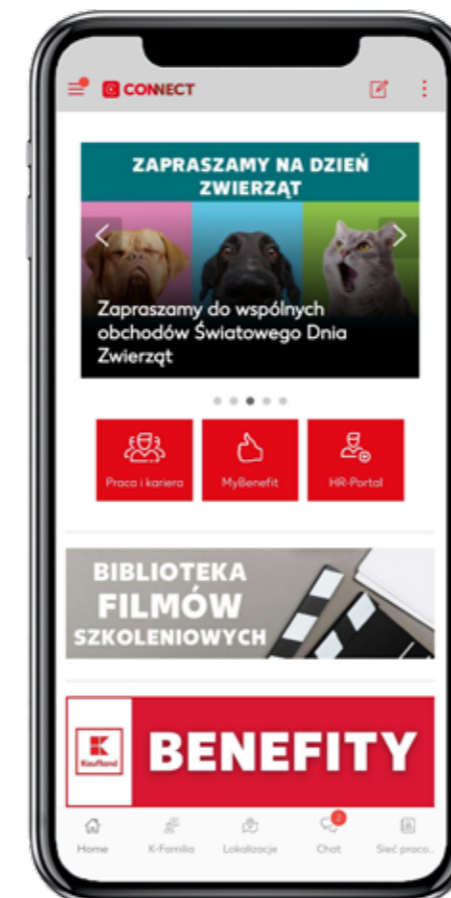 CONNECT
ZAPRASZAMY NA DZIEŃ
ZWIERZĄT
Zapraszamy do wspólnych
obchodów Światowego Dnia
Zwierząt
Praca i kariera
MyBenefit
HR-Portal
BIBLIOTEKA
FILMÓW
SZKOLENIOWYCH
Kaufland
BENEFITY
2
Home
K-Familia
Lokalizacje
Chat
Sieć praco...